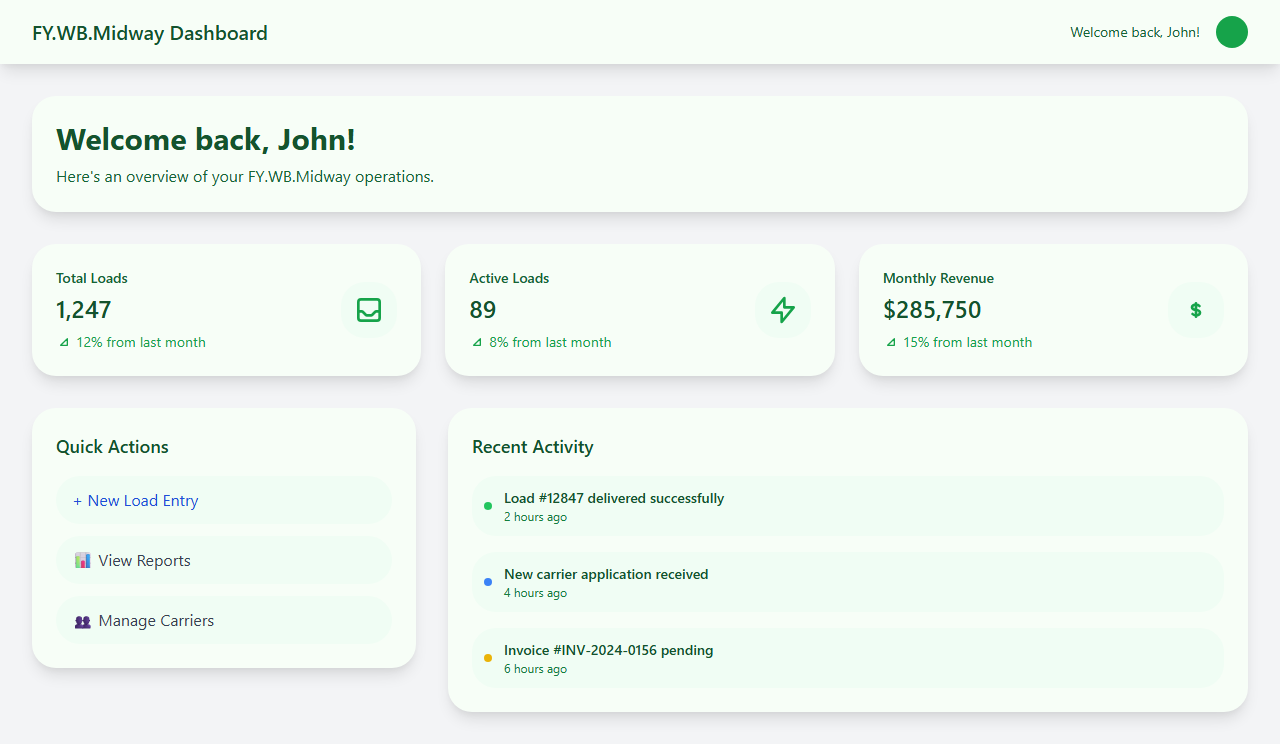 FY.WB.Midway Dashboard
Welcome back, John!
Welcome back, John!
Here's an overview of your FY.WB.Midway operations.
Total Loads
1,247
12% from last month
Active Loads
89
8% from last month
Monthly Revenue
$285,750
15% from last month
$
Quick Actions
+ New Load Entry
View Reports
Manage Carriers
Recent Activity
Load #12847 delivered successfully
2 hours ago
New carrier application received
4 hours ago
Invoice #INV-2024-0156 pending
6 hours ago